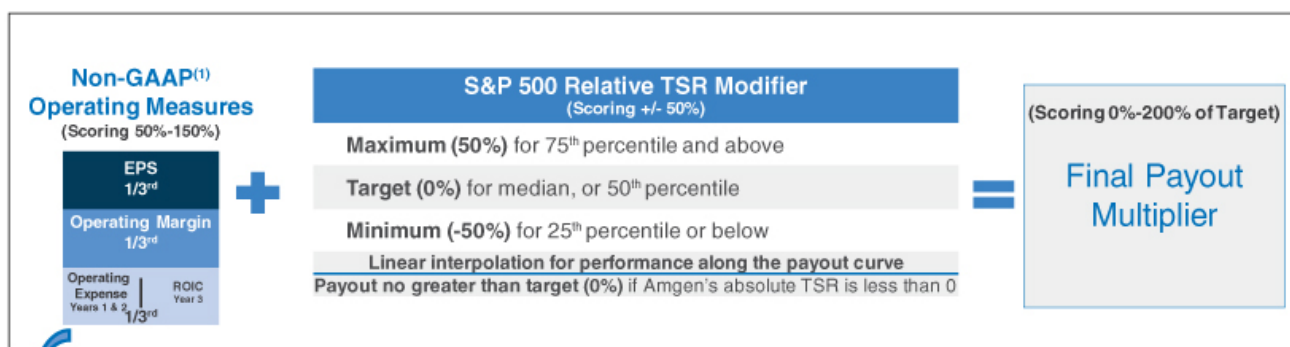 Non-GAAP(1)
Operating Measures
(Scoring 50%-150%)
EPS
1/3rd
Operating Margin
1/3rd
Operating
Expense
Years 1 & 2
ROIC
Year 3
1/3rd
S&P 500 Relative TSR Modifier
(Scoring +/- 50%)
Maximum (50%) for 75th percentile and above
Target (0%) for median, or 50th percentile
Minimum (-50%) for 25th percentile or below
Linear interpolation for performance along the payout curve
Payout no greater than target (0%) if Amgen's absolute TSR is less than 0
(Scoring 0%-200% of Target)
Final Payout
Multiplier